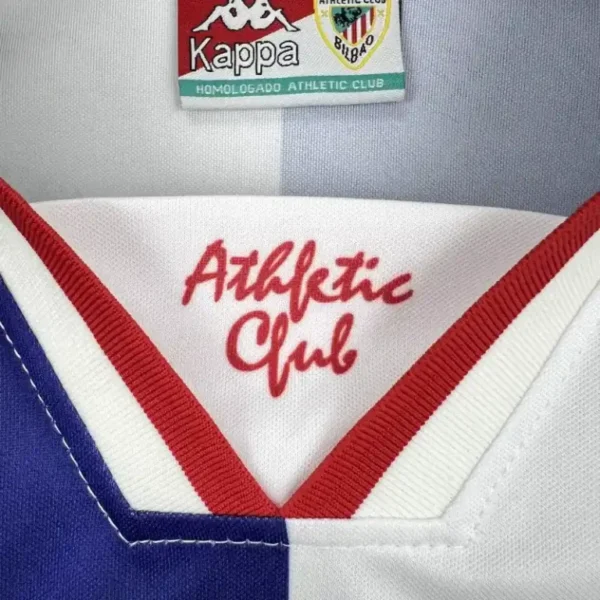 Kappa
ATHLETIC CLUB
BILBAO
HOMOLOGADO ATHLETIC CLUB
Athletic
Club